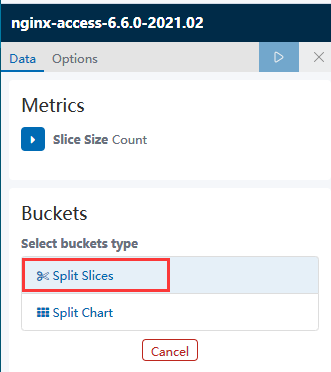 nginx-access-6.6.0-2021.02
Data Options
Metrics
Slice Size Count
Buckets
Select buckets type
Split Slices
Split Chart
Cancel